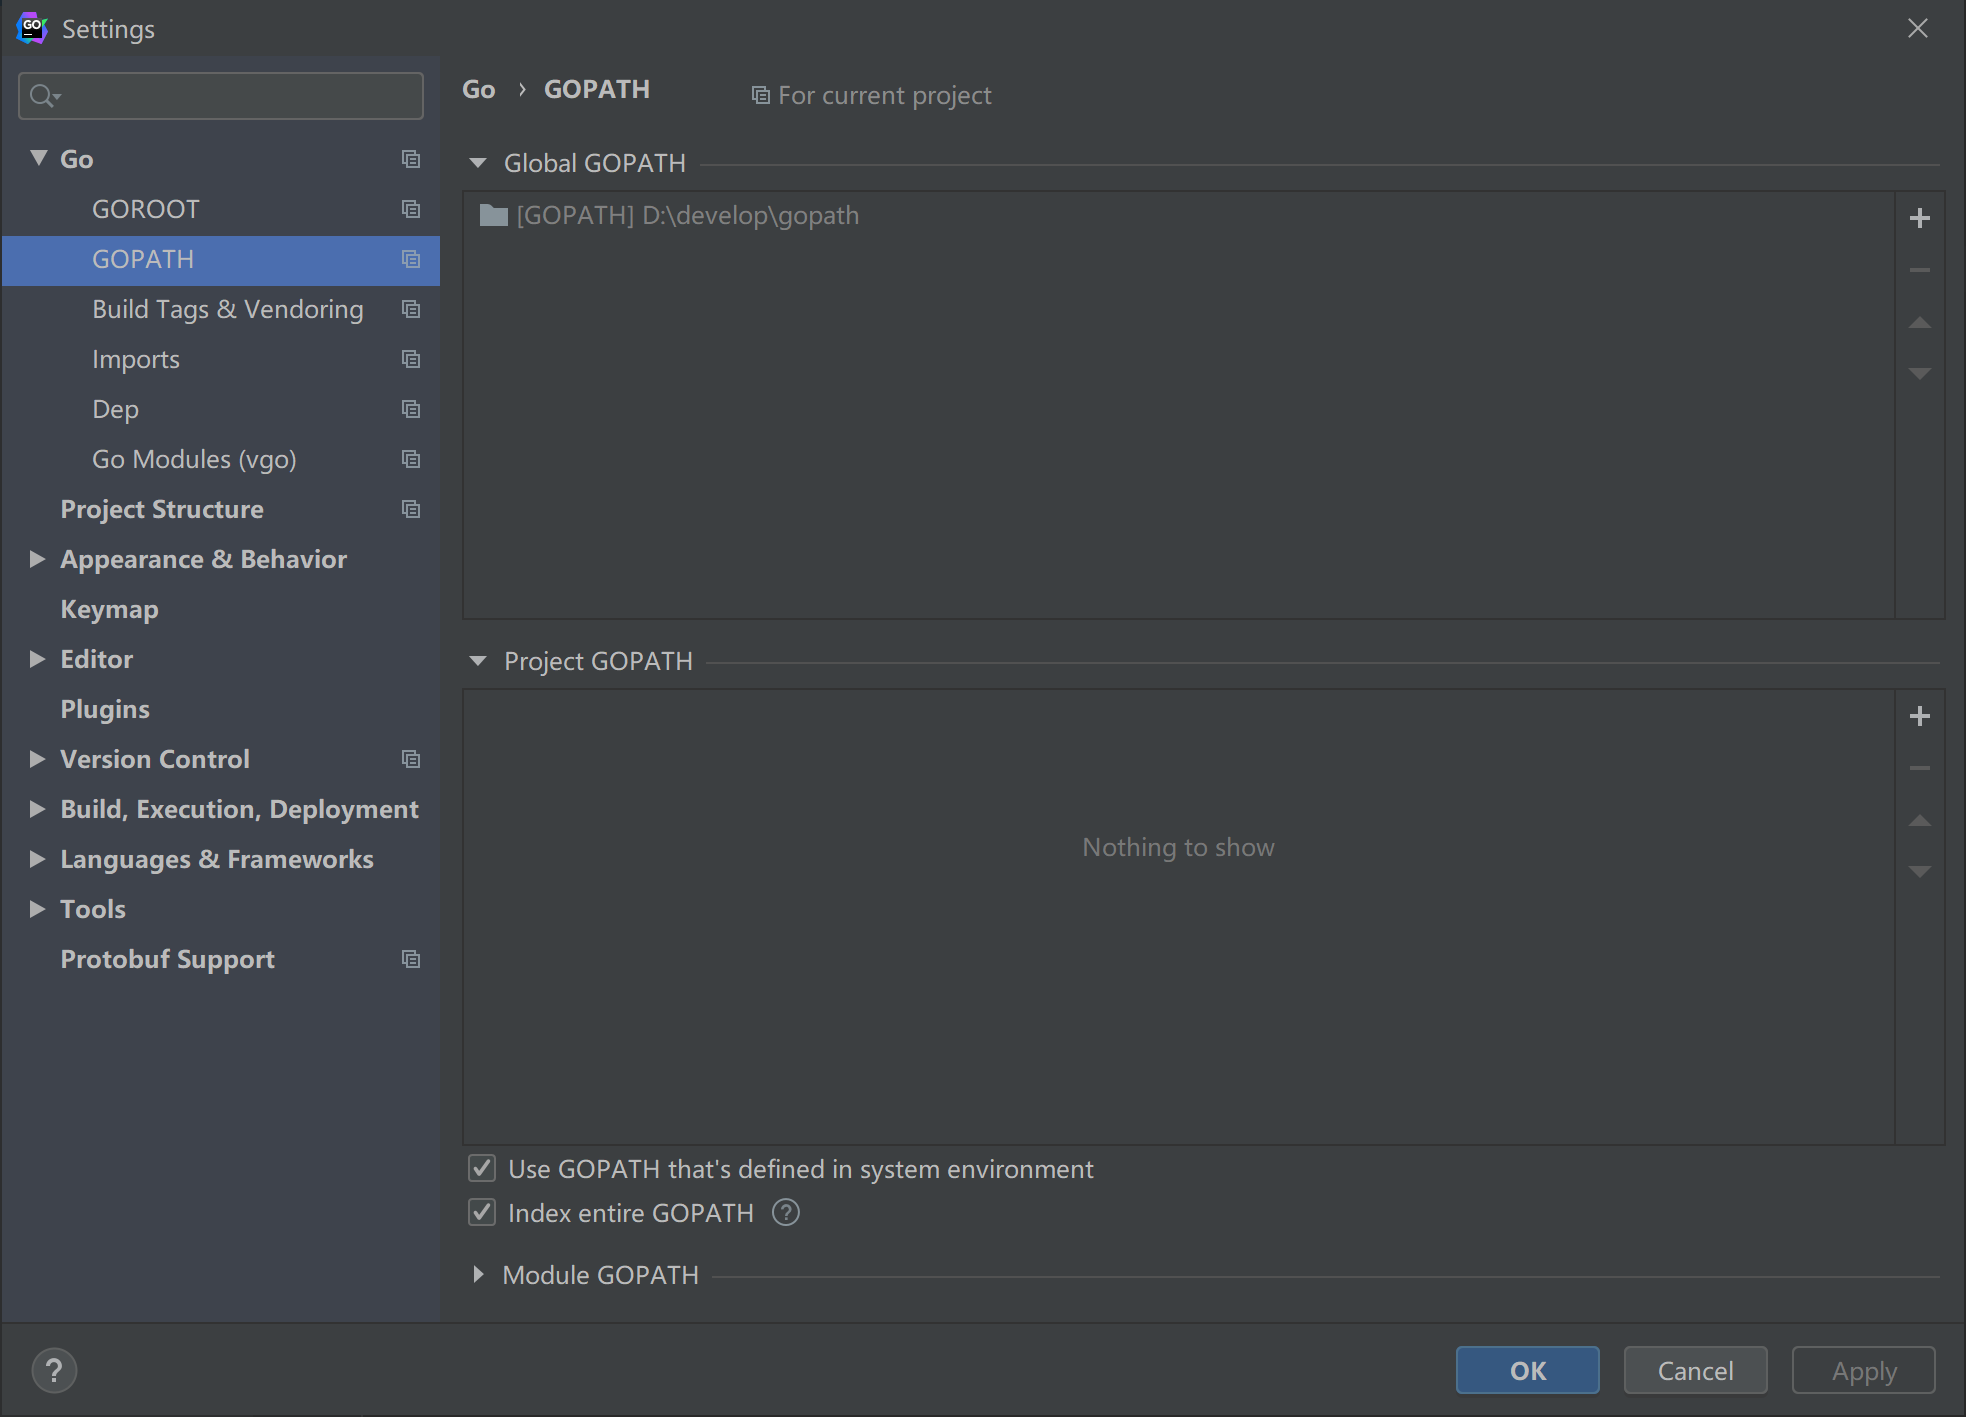 GO
Settings
Go
GOROOT
GOPATH
Build Tags & Vendoring
Imports
Dep
Go Modules (vgo)
Project Structure
Appearance & Behavior
Keymap
Editor
Plugins
Version Control
Build, Execution, Deployment
Languages & Frameworks
Tools
Protobuf Support
Go › GOPATH For current project
Global GOPATH
[GOPATH] D:\develop\gopath
Project GOPATH
Nothing to show
Use GOPATH that's defined in system environment
Index entire GOPATH ?
Module GOPATH
? OK Cancel Apply